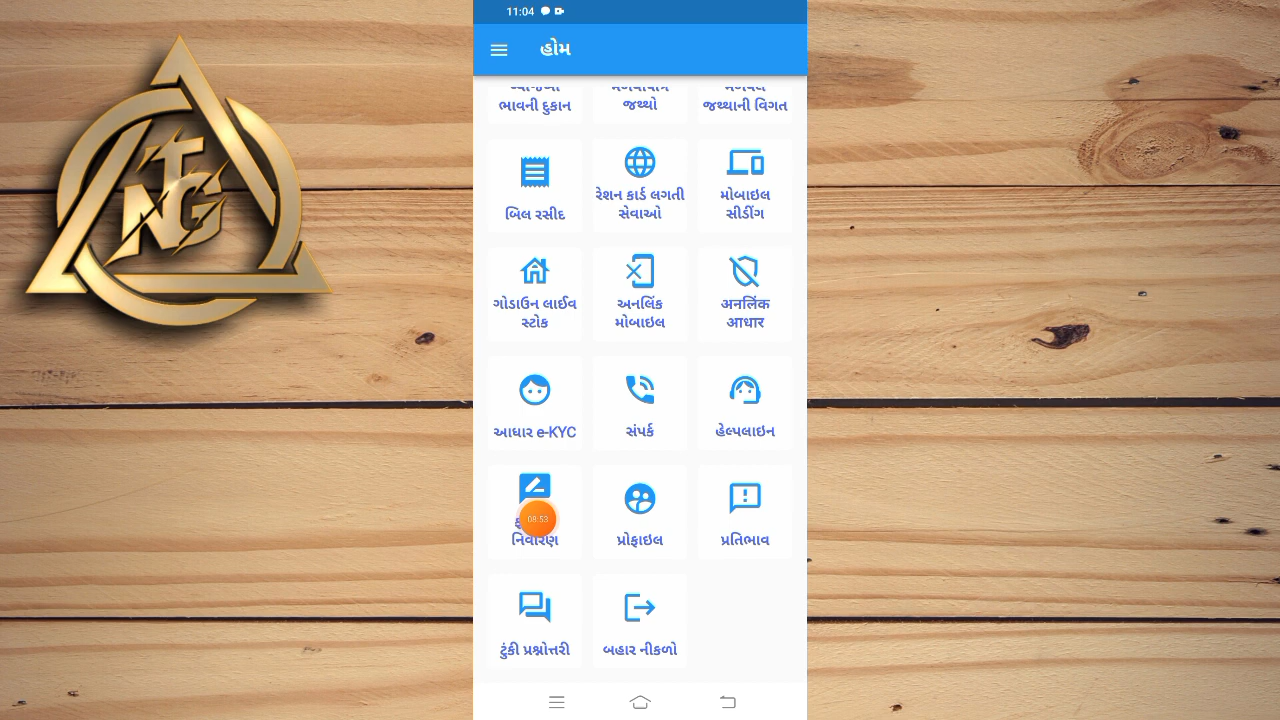 11:04
હોમ
ભાવની દુકાન
જથ્થો
જથ્થાની વિગત
બિલ રસીદ
રેશન કાર્ડ લગતી
સેવાઓ
મોબાઇલ
સીડીંગ
ગોડાઉન લાઈવ
સ્ટોક
અનલિંક
મોબાઇલ
અનલિંક
આધાર
આધાર e-KYC
સંપર્ક
હેલ્પલાઇન
08:53
નિવારણ
પ્રોફાઇલ
પ્રતિભાવ
ટુંકી પ્રશ્નોત્તરી
બહાર નીકળો
TNG